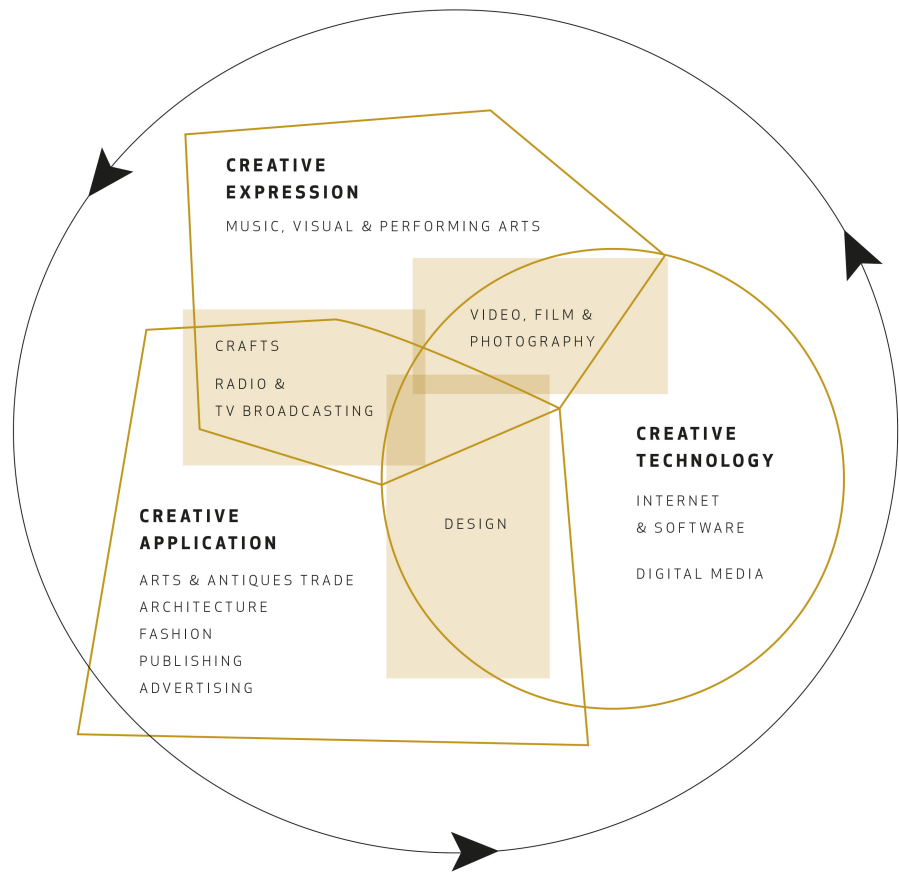 CREATIVE
EXPRESSION
MUSIC, VISUAL & PERFORMING ARTS
VIDEO, FILM &
PHOTOGRAPHY
CRAFTS
RADIO &
TV BROADCASTING
CREATIVE
TECHNOLOGY
INTERNET
& SOFTWARE
DIGITAL MEDIA
DESIGN
CREATIVE
APPLICATION
ARTS & ANTIQUES TRADE
ARCHITECTURE
FASHION
PUBLISHING
ADVERTISING